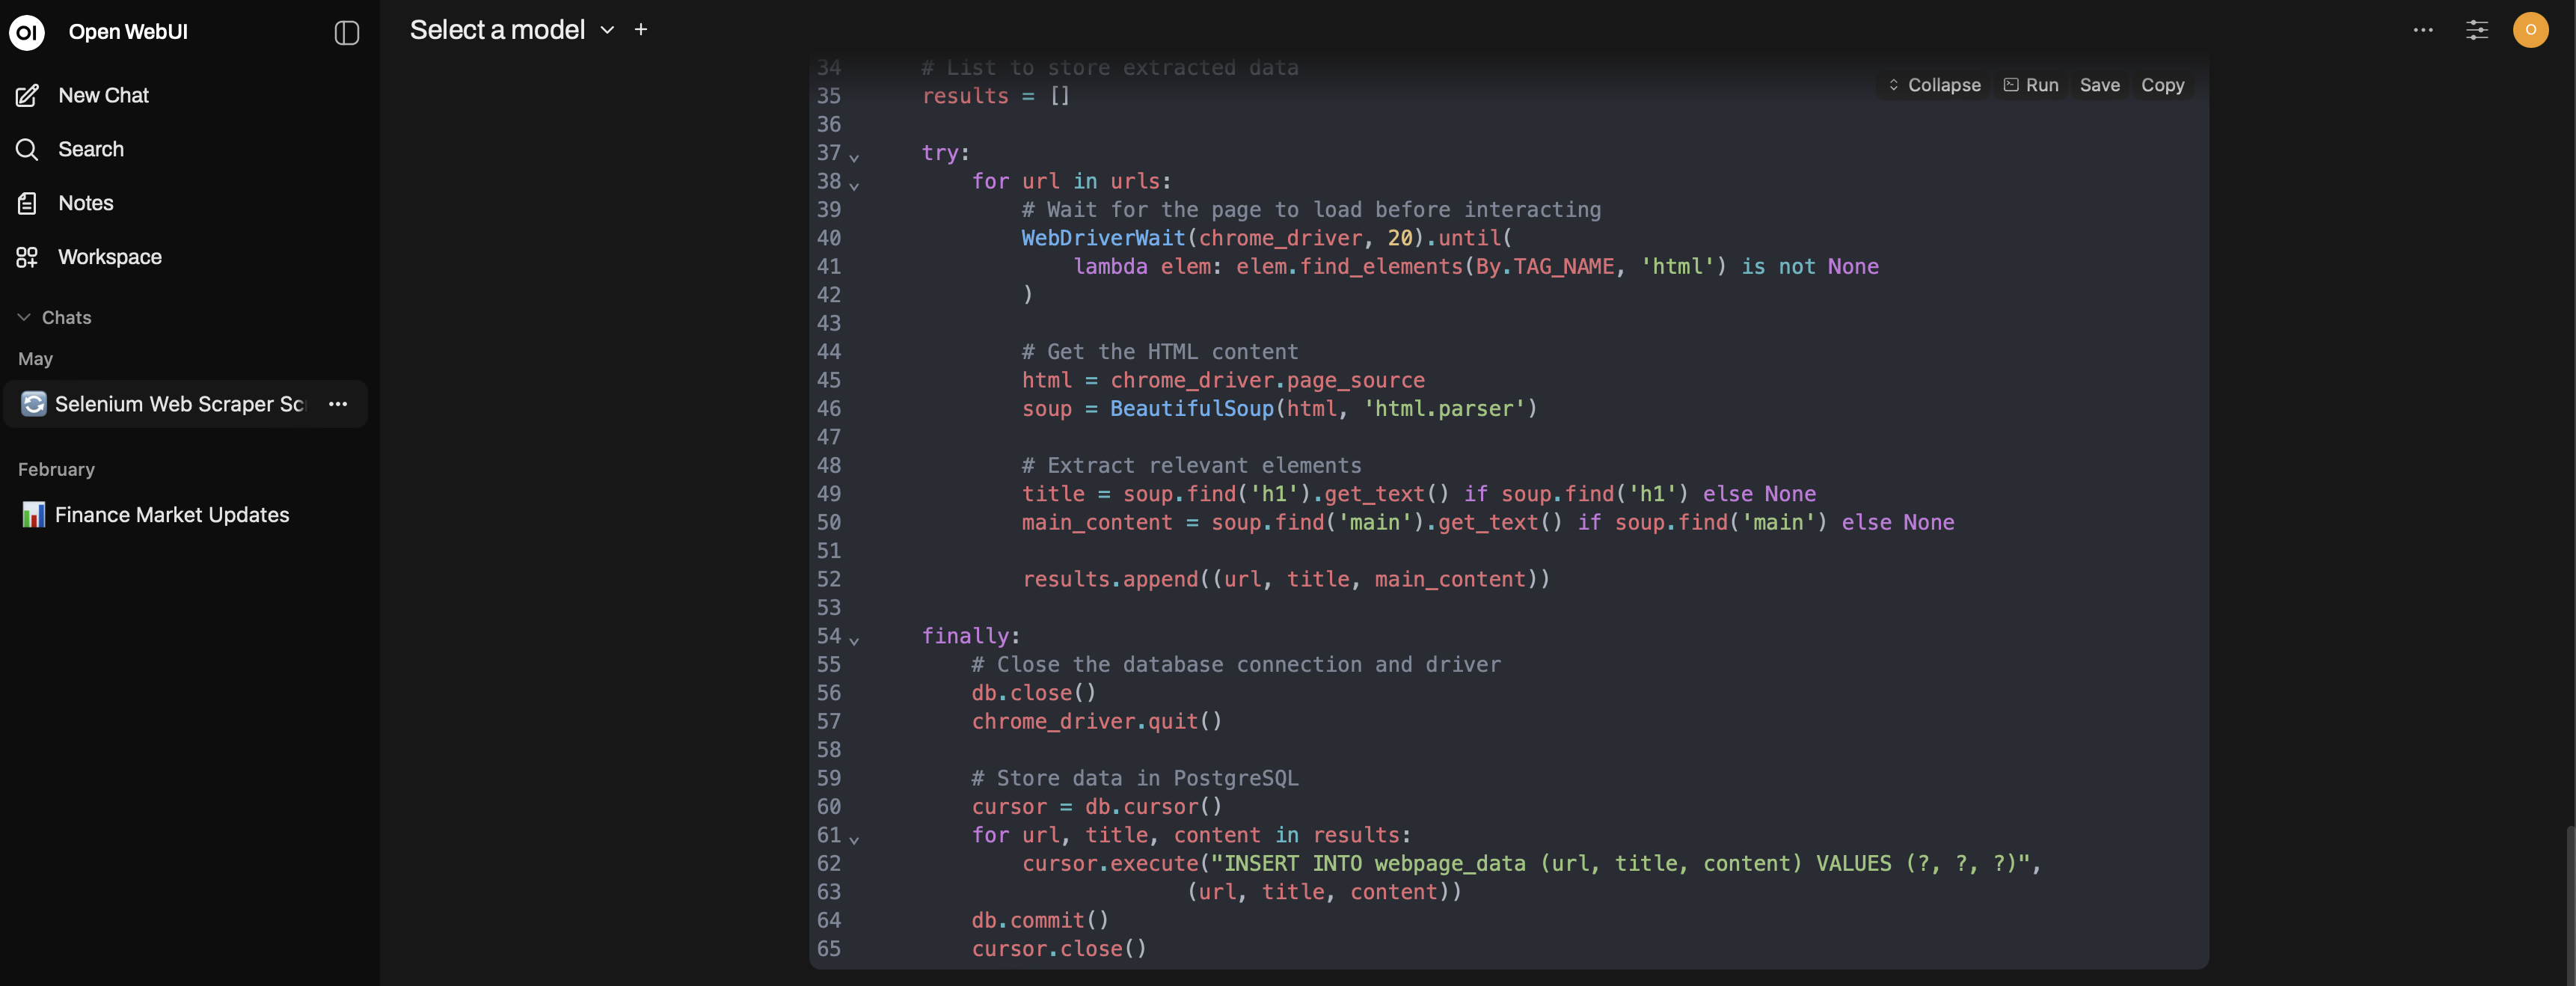 OI Open WebUI
New Chat
Search
Notes
Workspace
Chats
May
Selenium Web Scraper Sc
February
Finance Market Updates
Select a model
O
Collapse Run Save Copy
34 # List to store extracted data
35 results = []
36
37 try:
38 for url in urls:
39 # Wait for the page to load before interacting
40 WebDriverWait(chrome_driver, 20).until(
41 lambda elem: elem.find_elements(By.TAG_NAME, 'html') is not None
42 )
43
44 # Get the HTML content
45 html = chrome_driver.page_source
46 soup = BeautifulSoup(html, 'html.parser')
47
48 # Extract relevant elements
49 title = soup.find('h1').get_text() if soup.find('h1') else None
50 main_content = soup.find('main').get_text() if soup.find('main') else None
51
52 results.append((url, title, main_content))
53
54 finally:
55 # Close the database connection and driver
56 db.close()
57 chrome_driver.quit()
58
59 # Store data in PostgreSQL
60 cursor = db.cursor()
61 for url, title, content in results:
62 cursor.execute("INSERT INTO webpage_data (url, title, content) VALUES (?, ?, ?)",
63 (url, title, content))
64 db.commit()
65 cursor.close()